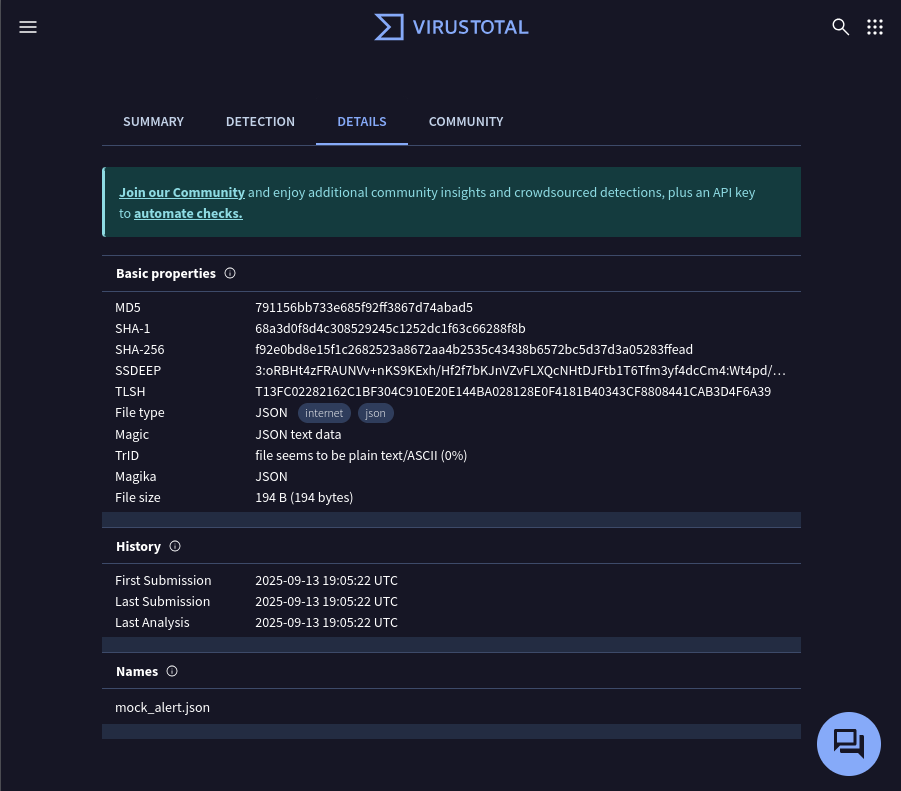 VIRUSTOTAL
SUMMARY DETECTION DETAILS COMMUNITY
Join our Community and enjoy additional community insights and crowdsourced detections, plus an API key
to automate checks.
Basic properties
MD5 791156bb733e685f92ff3867d74abad5
SHA-1 68a3d0f8d4c308529245c1252dc1f63c66288f8b
SHA-256 f92e0bd8e15f1c2682523a8672aa4b2535c43438b6572bc5d37d3a05283ffead
SSDEEP 3:oRBHt4zFRAUNVv+nKS9KExh/Hf2f7bKJnVZvFLXQcNHtDJFtb1T6Tfm3yf4dcCm4:Wt4pd/…
TLSH T13FC02282162C1BF304C910E20E144BA028128E0F4181B40343CF8808441CAB3D4F6A39
File type JSON internet json
Magic JSON text data
TrID file seems to be plain text/ASCII (0%)
Magika JSON
File size 194 B (194 bytes)
History
First Submission 2025-09-13 19:05:22 UTC
Last Submission 2025-09-13 19:05:22 UTC
Last Analysis 2025-09-13 19:05:22 UTC
Names
mock_alert.json